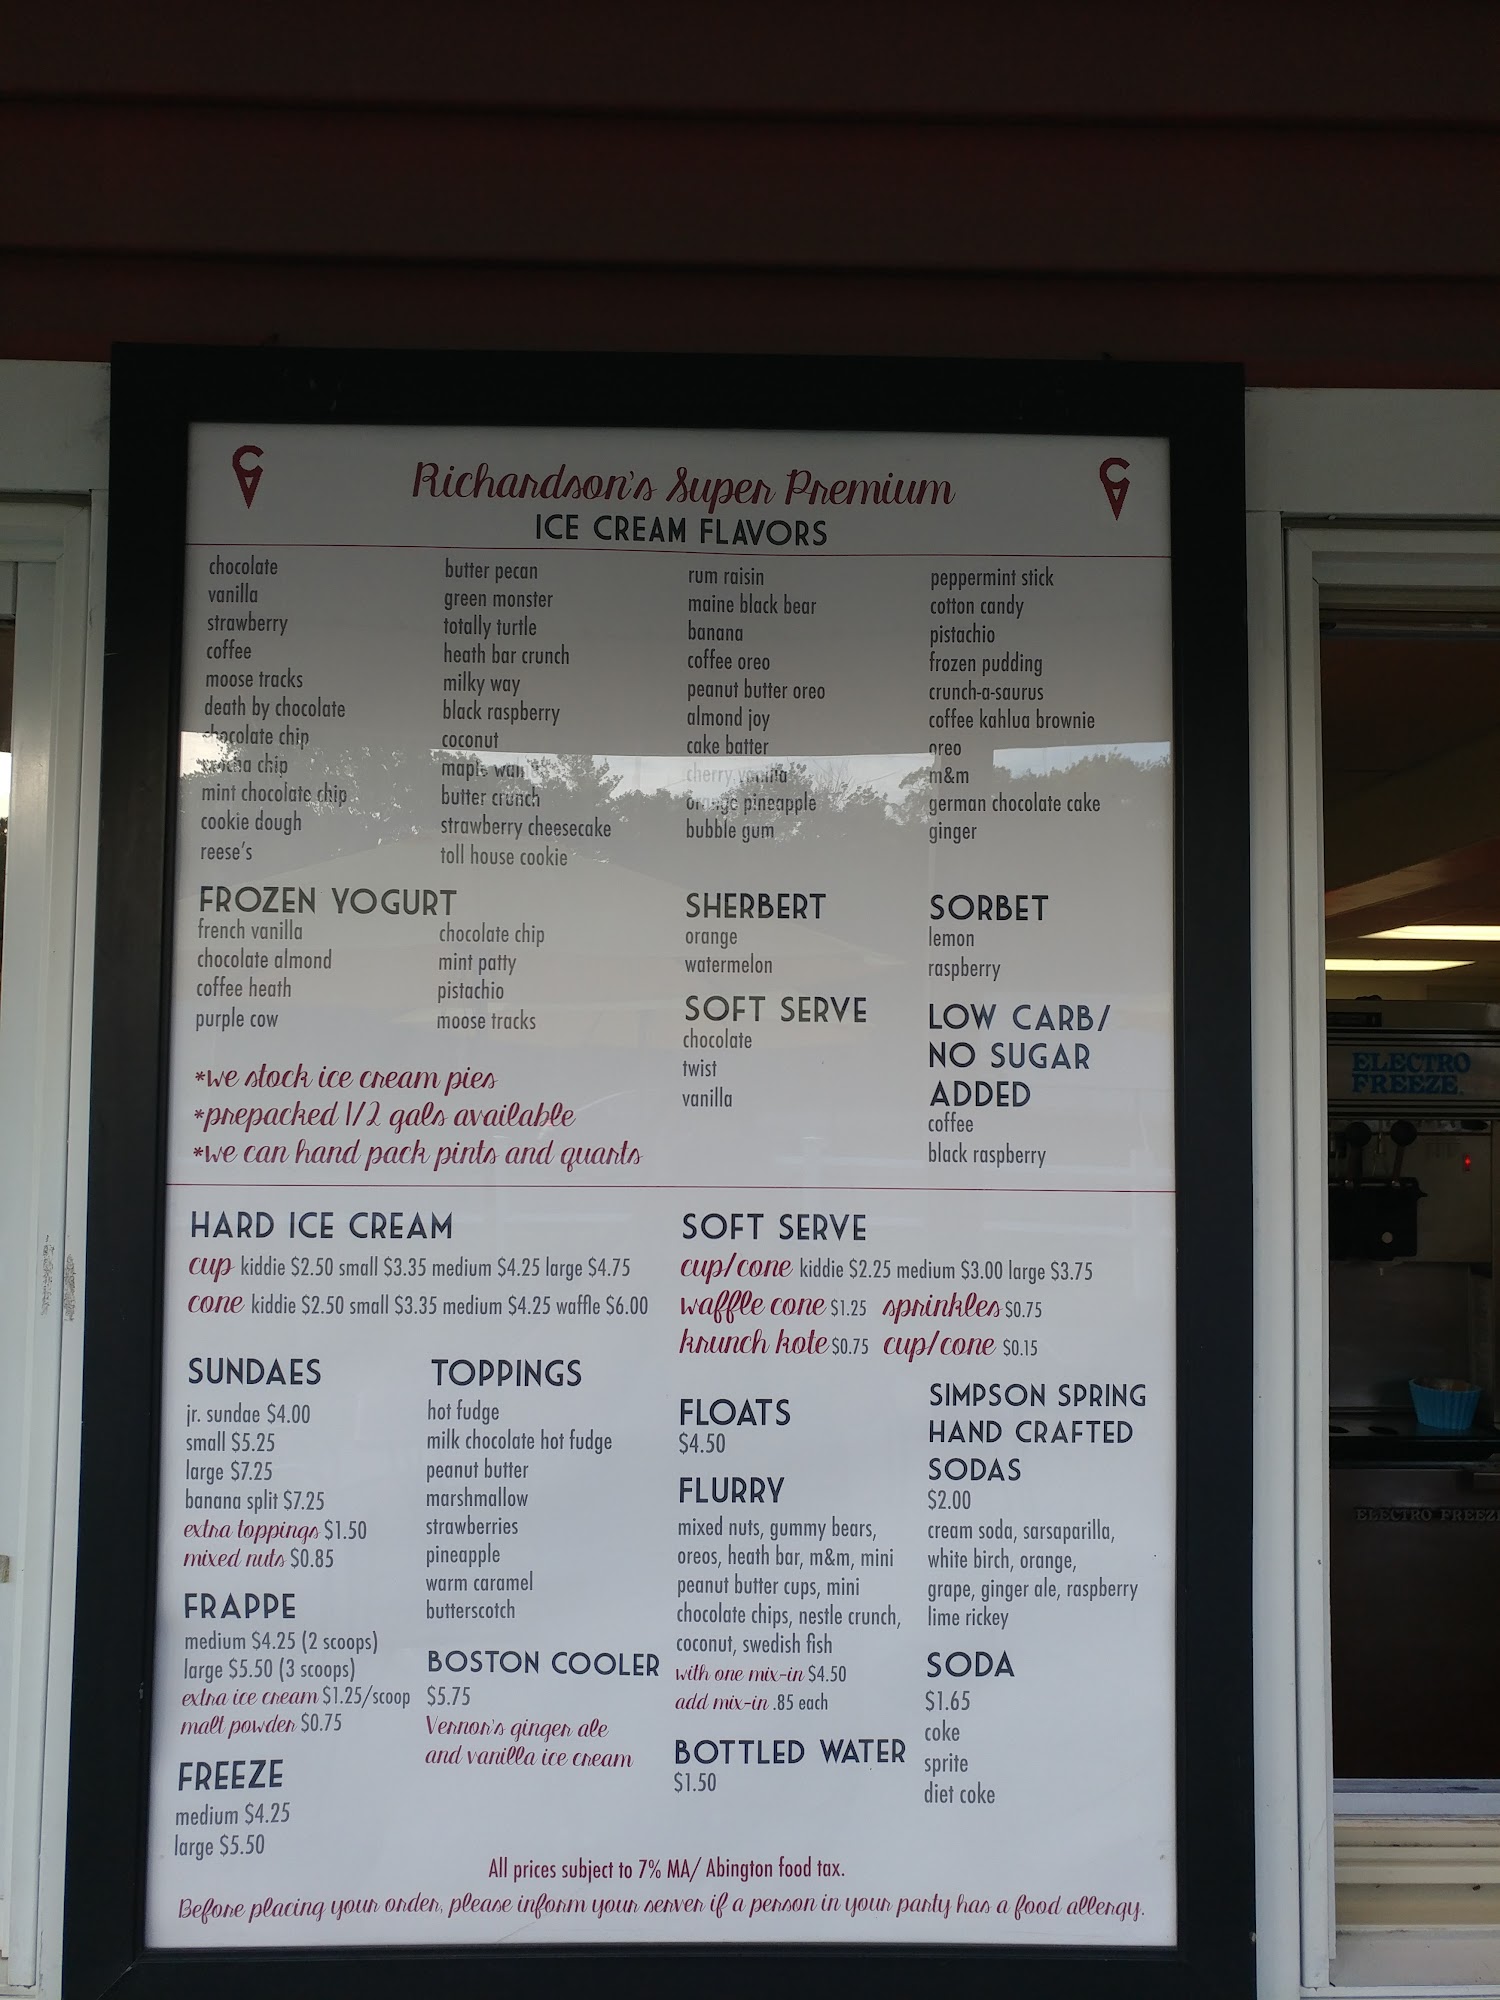 Richardson's Super Premium
ICE CREAM FLAVORS
chocolate
vanilla
strawberry
coffee
moose tracks
death by chocolate
chocolate chip
mocha chip
mint chocolate chip
cookie dough
reese's
butter pecan
green monster
totally turtle
heath bar crunch
milky way
black raspberry
coconut
maple walnut
butter crunch
strawberry cheesecake
toll house cookie
rum raisin
maine black bear
banana
coffee oreo
peanut butter oreo
almond joy
cake batter
cherry vanilla
orange pineapple
bubble gum
peppermint stick
cotton candy
pistachio
frozen pudding
crunch-a-saurus
coffee kahlua brownie
oreo
m&m
german chocolate cake
ginger
FROZEN YOGURT
french vanilla
chocolate almond
coffee heath
purple cow
chocolate chip
mint patty
pistachio
moose tracks
SHERBERT
orange
watermelon
SOFT SERVE
chocolate
twist
vanilla
SORBET
lemon
raspberry
LOW CARB/
NO SUGAR
ADDED
coffee
black raspberry
*we stock ice cream pies
*prepacked 1/2 gals available
*we can hand pack pints and quarts
HARD ICE CREAM
cup kiddie $2.50 small $3.35 medium $4.25 large $4.75
cone kiddie $2.50 small $3.35 medium $4.25 waffle $6.00
SOFT SERVE
cup/cone kiddie $2.25 medium $3.00 large $3.75
waffle cone $1.25 sprinkles $0.75
krunch kote $0.75 cup/cone $0.15
SUNDAES
jr. sundae $4.00
small $5.25
large $7.25
banana split $7.25
extra toppings $1.50
mixed nuts $0.85
FRAPPE
medium $4.25 (2 scoops)
large $5.50 (3 scoops)
extra ice cream $1.25/scoop
malt powder $0.75
FREEZE
medium $4.25
large $5.50
TOPPINGS
hot fudge
milk chocolate hot fudge
peanut butter
marshmallow
strawberries
pineapple
warm caramel
butterscotch
BOSTON COOLER
$5.75
Vernor's ginger ale
and vanilla ice cream
FLOATS
$4.50
FLURRY
mixed nuts, gummy bears,
oreos, heath bar, m&m, mini
peanut butter cups, mini
chocolate chips, nestle crunch,
coconut, swedish fish
with one mix-in $4.50
add mix-in .85 each
BOTTLED WATER
$1.50
SIMPSON SPRING
HAND CRAFTED
SODAS
$2.00
cream soda, sarsaparilla,
white birch, orange,
grape, ginger ale, raspberry
lime rickey
SODA
$1.65
coke
sprite
diet coke
All prices subject to 7% MA/ Abington food tax.
Before placing your order, please inform your server if a person in your party has a food allergy.
ELECTRO
FREEZE
ELECTRO FREEZE